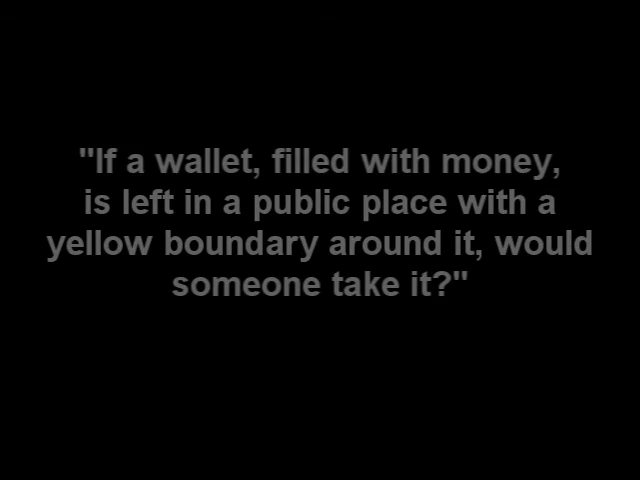 "If a wallet, filled with money,
is left in a public place with a
yellow boundary around it, would
someone take it?"